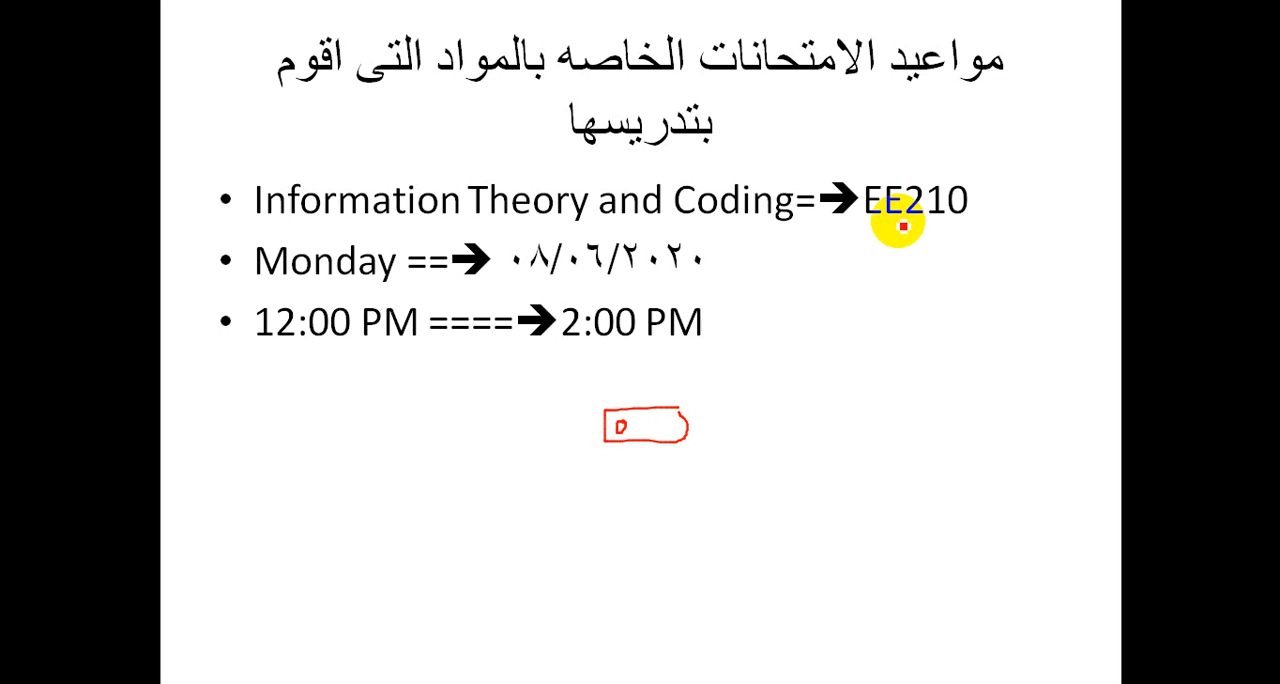 مواعيد الامتحانات الخاصه بالمواد التى اقوم
بتدريسها
• Information Theory and Coding=➔EE210
• Monday ==➔ ٠٨/٠٦/٢٠٢٠
• 12:00 PM ====➔2:00 PM